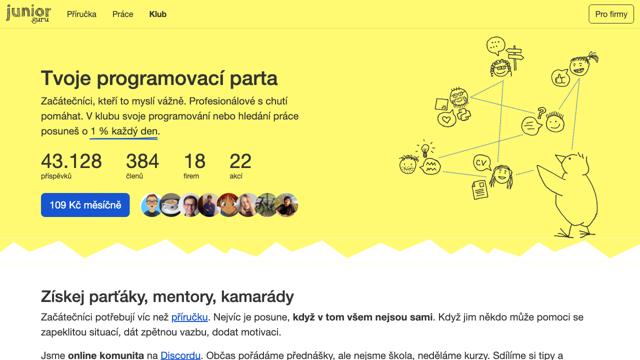 junior
.guru
Příručka
Práce
Klub
Pro firmy
Tvoje programovací parta
Začátečníci, kteří to myslí vážně. Profesionálové s chutí
pomáhat. V klubu svoje programování nebo hledání práce
posuneš o 1 % každý den.
43.128
příspěvků
384
členů
18
firem
22
akcí
109 Kč měsíčně
CV
Získej parťáky, mentory, kamarády
Začátečníci potřebují víc než příručku. Nejvíc je posune, když v tom všem nejsou sami. Když jim někdo může pomoci se
zapeklitou situací, dát zpětnou vazbu, dodat motivaci.
Jsme online komunita na Discordu. Občas pořádáme přednášky, ale nejsme škola, neděláme kurzy. Sdílíme si tipy a